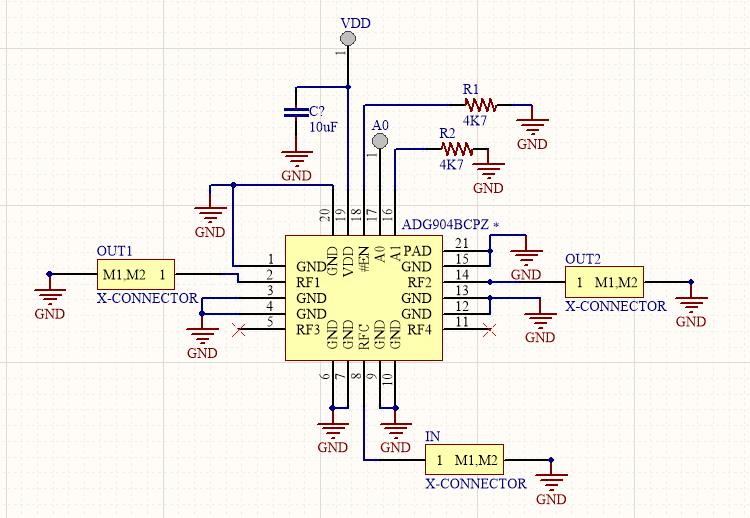 VDD
1
C?
10uF
GND
R1
4K7
GND
A0
1
R2
4K7
GND
GND
20
19
18
17
16
ADG904BCPZ *
GND
VDD
#EN
A0
A1
1
GND
2
RF1
3
GND
4
GND
5
RF3
PAD
21
GND
15
RF2
14
GND
13
GND
12
RF4
11
GND
GND
RFC
GND
GND
6
7
8
9
10
OUT1
M1,M2 1
X-CONNECTOR
GND
GND
GND
OUT2
1 M1,M2
X-CONNECTOR
GND
GND
GND
GND
IN
1 M1,M2
X-CONNECTOR
GND